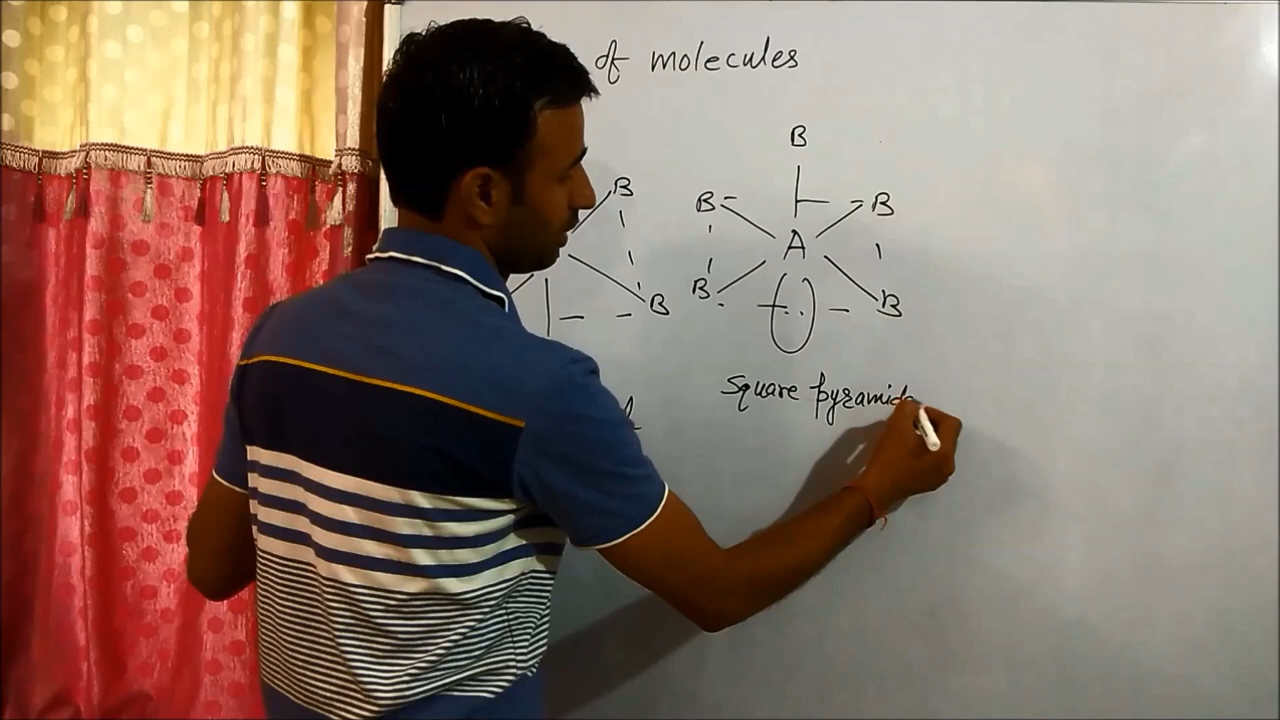 of molecules
B
B B B
A
B B B
Square pyramid